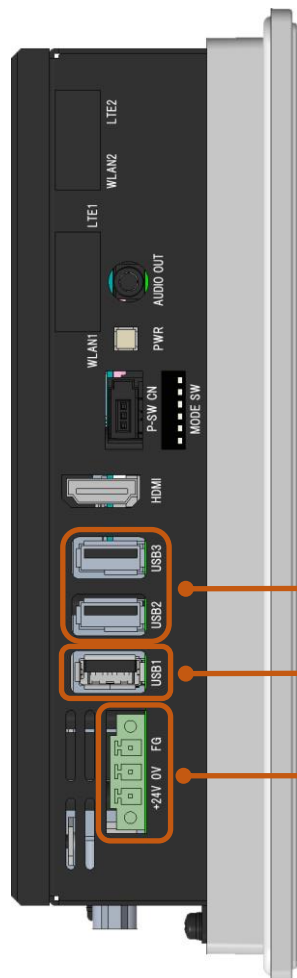 LTE2
WLAN2
LTE1
WLAN1
AUDIO OUT
PWR
P-SW CN
MODE SW
HDMI
USB3
USB2
USB1
+24V 0V FG